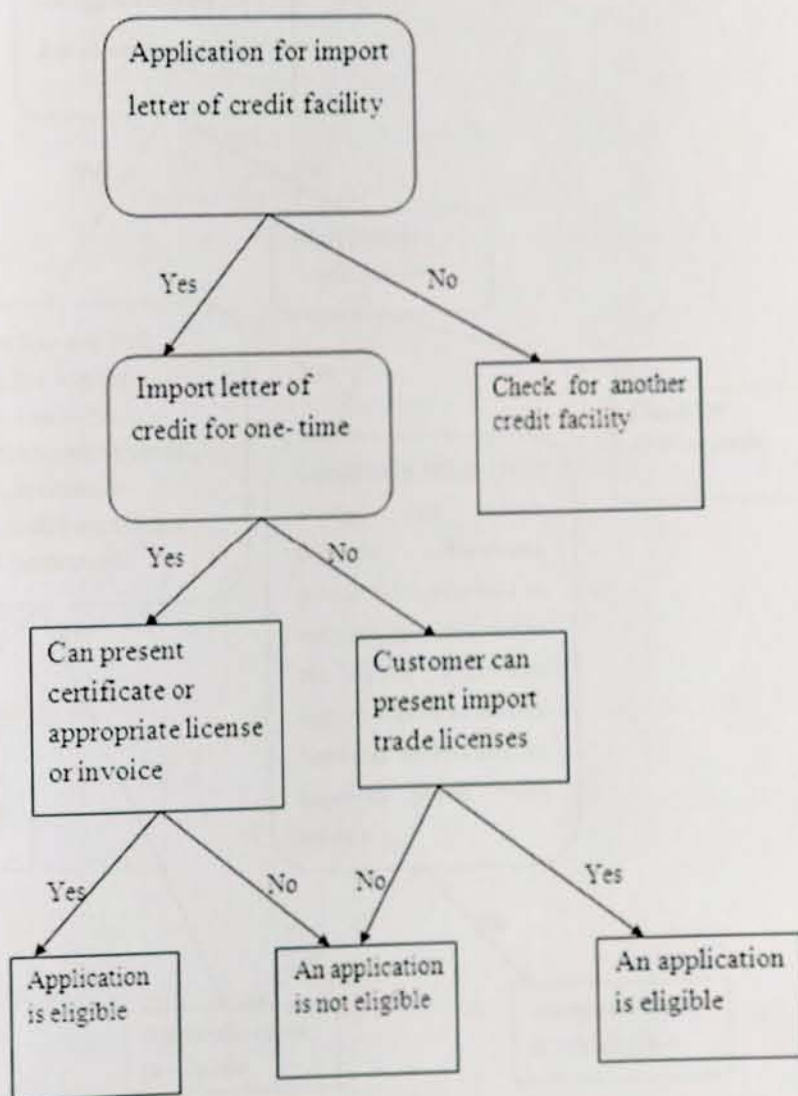 Application for import
letter of credit facility
Yes
No
Import letter of
credit for one-time
Check for another
credit facility
Yes
No
Can present
certificate or
appropriate license
or invoice
Customer can
present import
trade licenses
Yes
No
No
Yes
Application
is eligible
An application
is not eligible
An application
is eligible